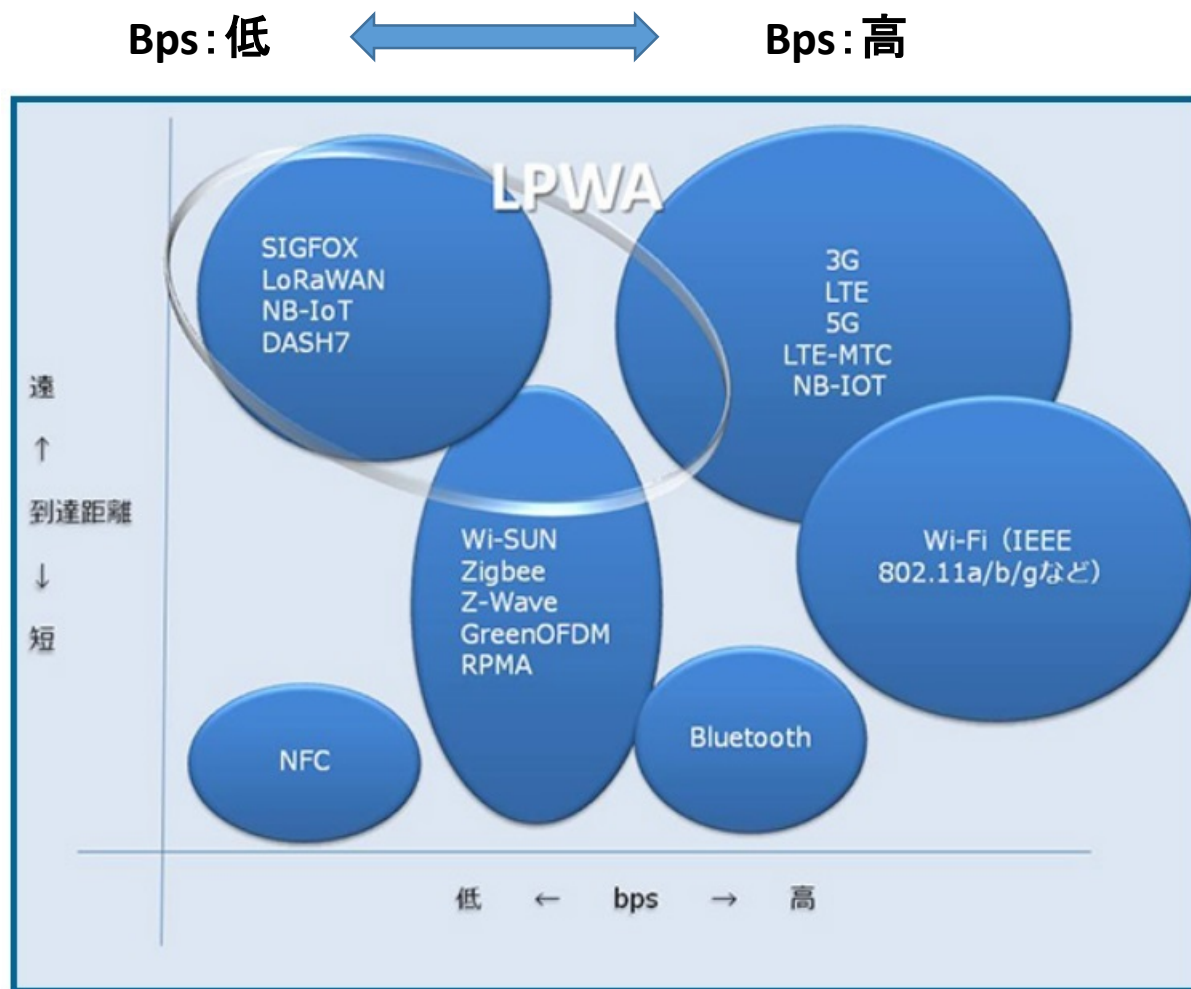 Bps：低
Bps：高
LPWA
SIGFOX
LoRaWAN
NB-IoT
DASH7
3G
LTE
5G
LTE-MTC
NB-IOT
遠
↑
到達距離
↓
短
Wi-SUN
Zigbee
Z-Wave
GreenOFDM
RPMA
Wi-Fi（IEEE
802.11a/b/gなど）
NFC
Bluetooth
低 ← bps → 高